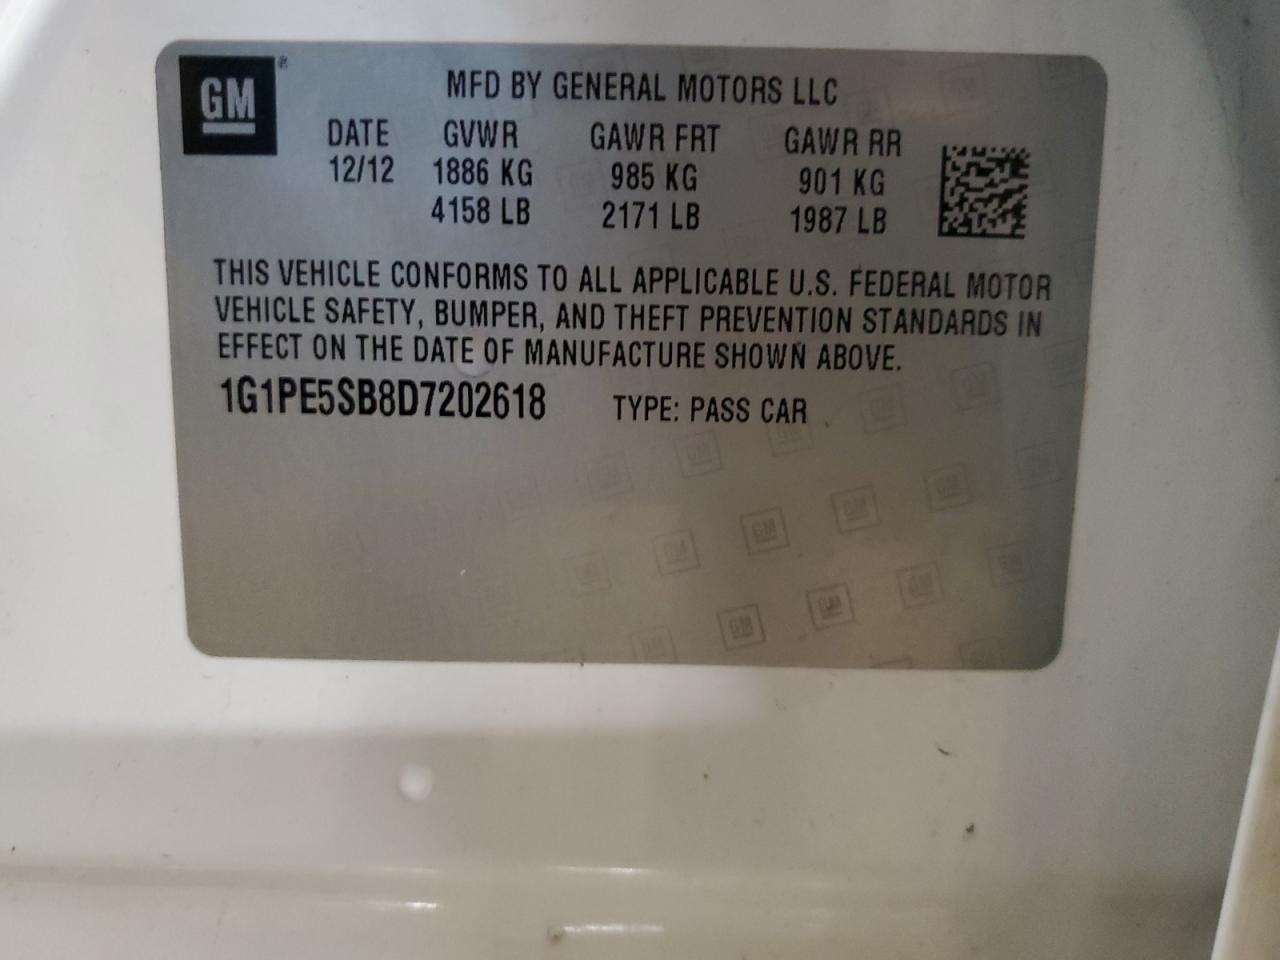 GM®
MFD BY GENERAL MOTORS LLC
DATE GVWR GAWR FRT GAWR RR
12/12 1886 KG 985 KG 901 KG
4158 LB 2171 LB 1987 LB
THIS VEHICLE CONFORMS TO ALL APPLICABLE U.S. FEDERAL MOTOR
VEHICLE SAFETY, BUMPER, AND THEFT PREVENTION STANDARDS IN
EFFECT ON THE DATE OF MANUFACTURE SHOWN ABOVE.
1G1PE5SB8D7202618 TYPE: PASS CAR